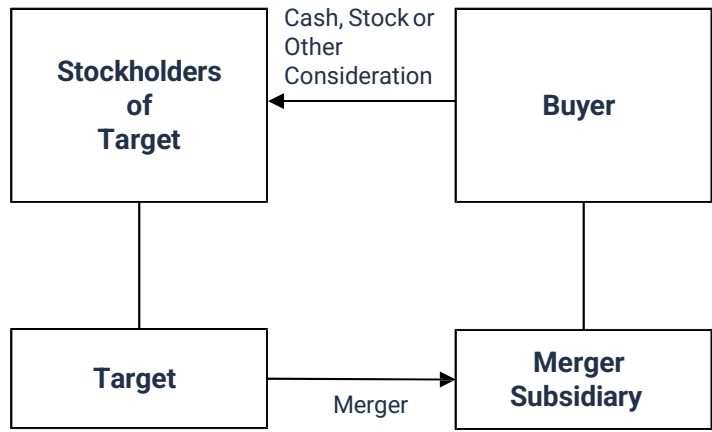 Stockholders
of
Target
Cash, Stock or
Other
Consideration
Buyer
Target
Merger
Merger
Subsidiary